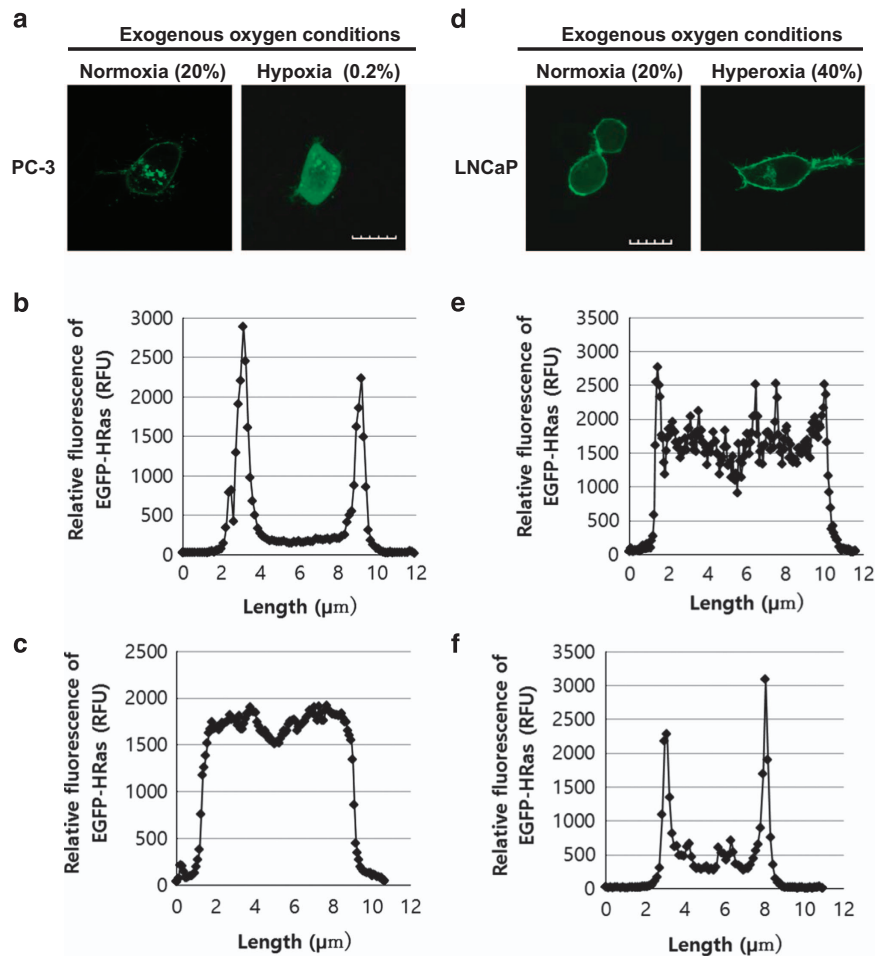 a
Exogenous oxygen conditions
Normoxia (20%) Hypoxia (0.2%)
PC-3
d
Exogenous oxygen conditions
Normoxia (20%) Hyperoxia (40%)
LNCaP
b
Relative fluorescence of
EGFP-HRas (RFU)
3000
2500
2000
1500
1000
500
0
0 2 4 6 8 10 12
Length (µm)
e
Relative fluorescence of
EGFP-HRas (RFU)
3500
3000
2500
2000
1500
1000
500
0
0 2 4 6 8 10 12
Length (µm)
c
Relative fluorescence of
EGFP-HRas (RFU)
2500
2000
1500
1000
500
0
0 2 4 6 8 10 12
Length (µm)
f
Relative fluorescence of
EGFP-HRas (RFU)
3500
3000
2500
2000
1500
1000
500
0
0 2 4 6 8 10 12
Length (µm)